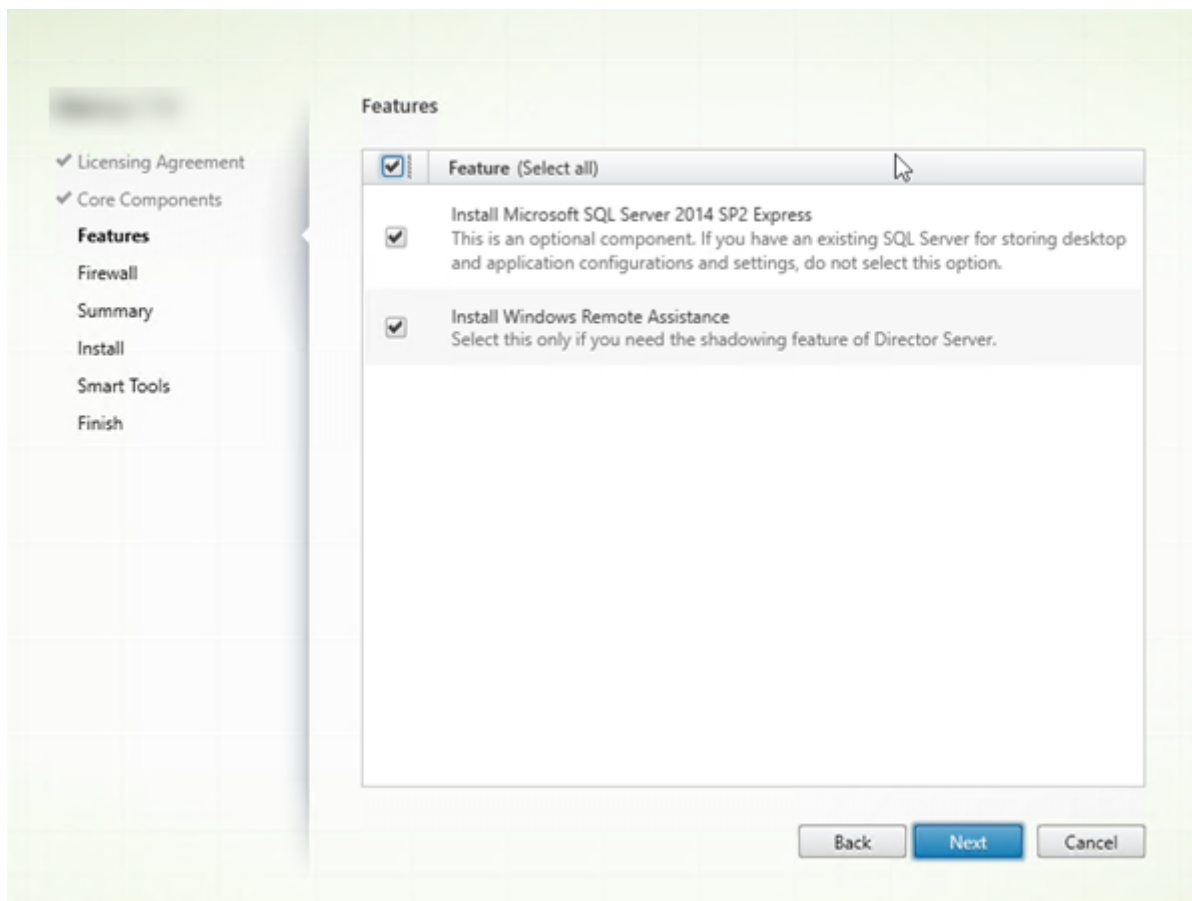 Features
Licensing Agreement
Core Components
Features
Firewall
Summary
Install
Smart Tools
Finish
Feature (Select all)
Install Microsoft SQL Server 2014 SP2 Express
This is an optional component. If you have an existing SQL Server for storing desktop
and application configurations and settings, do not select this option.
Install Windows Remote Assistance
Select this only if you need the shadowing feature of Director Server.
Back
Next
Cancel